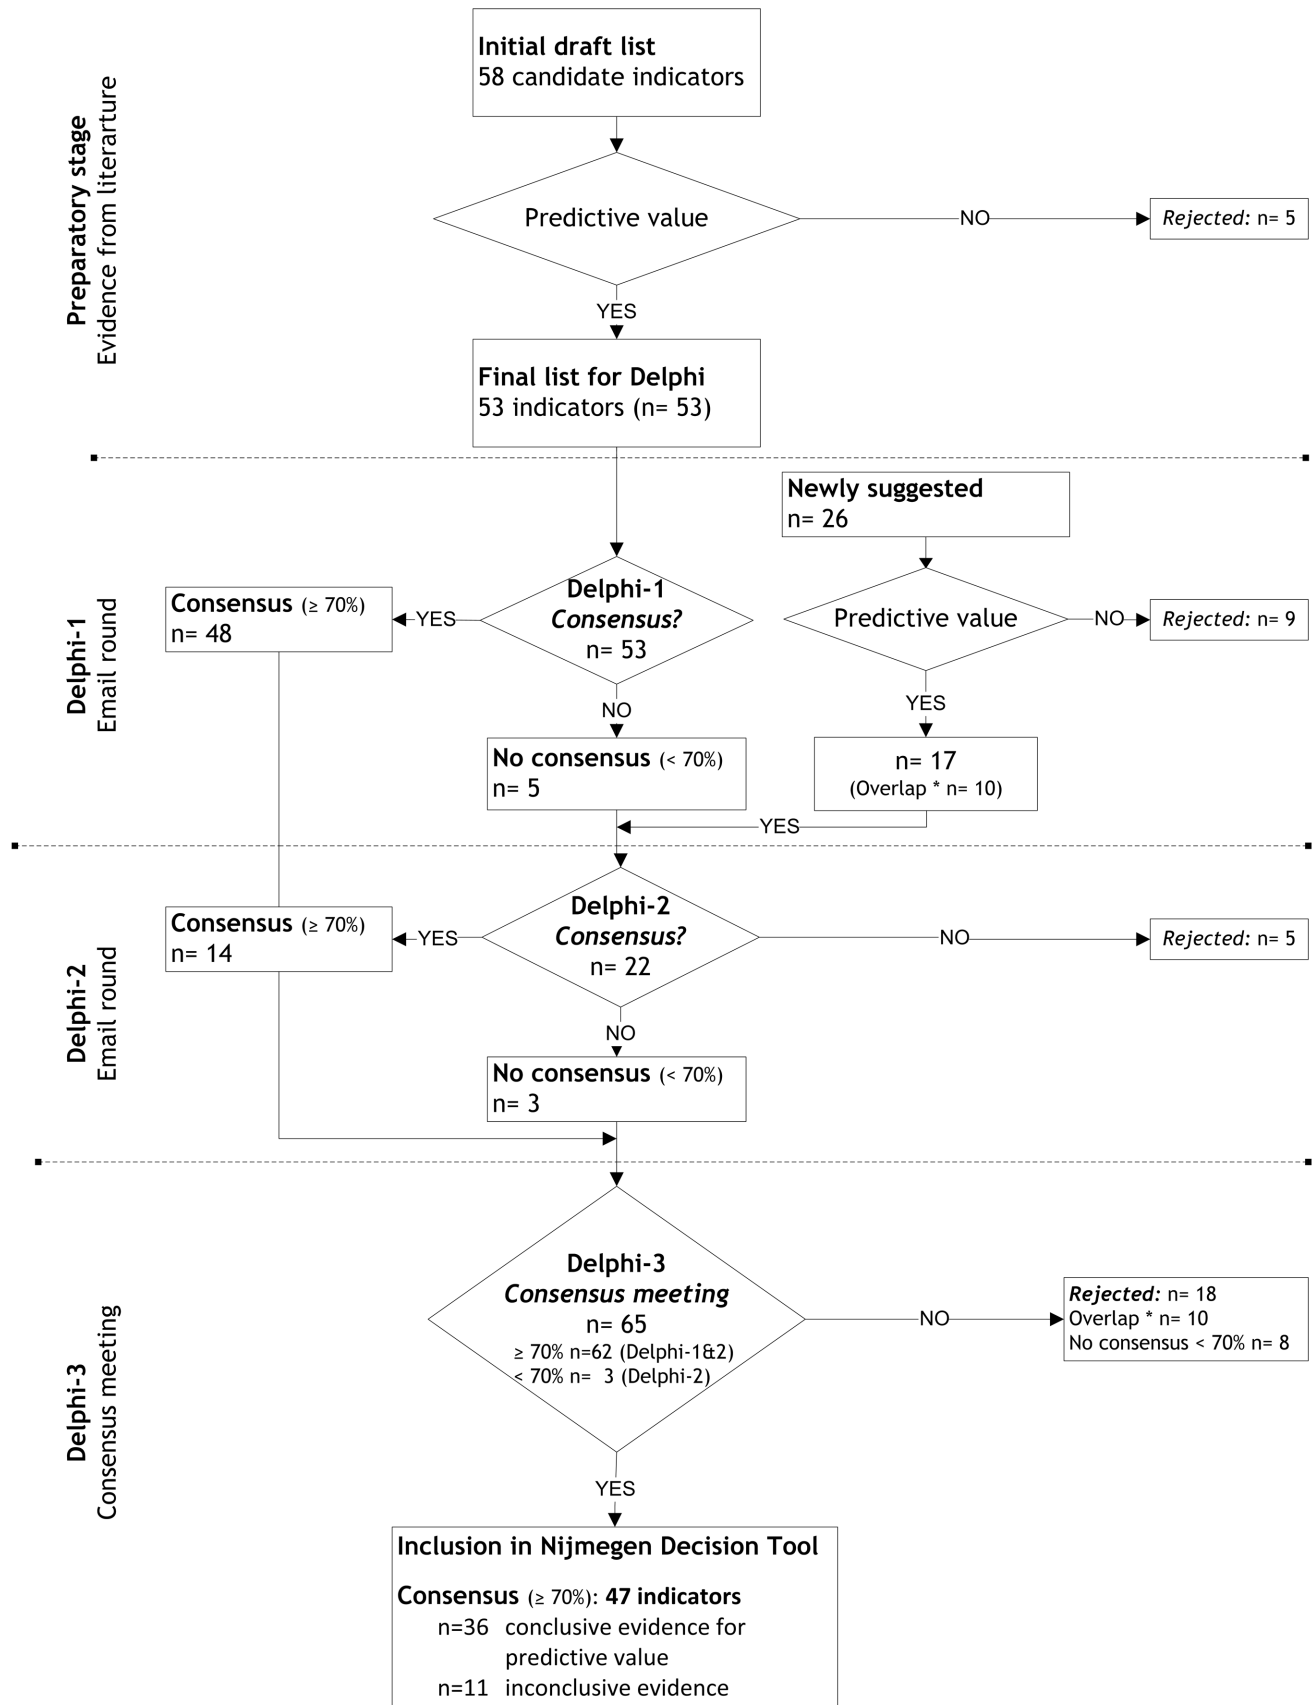 Initial draft list
58 candidate indicators
Preparatory stage
Evidence from literarture
Predictive value
NO
Rejected: n= 5
YES
Final list for Delphi
53 indicators (n= 53)
Newly suggested
n= 26
Delphi-1
Email round
Consensus (≥ 70%)
n= 48
YES
Delphi-1
Consensus?
n= 53
Predictive value
NO
Rejected: n= 9
NO
YES
No consensus (< 70%)
n= 5
n= 17
(Overlap * n= 10)
YES
Delphi-2
Email round
Consensus (≥ 70%)
n= 14
YES
Delphi-2
Consensus?
n= 22
NO
Rejected: n= 5
NO
No consensus (< 70%)
n= 3
Delphi-3
Consensus meeting
Delphi-3
Consensus meeting
n= 65
≥ 70% n=62 (Delphi-1&2)
< 70% n= 3 (Delphi-2)
NO
Rejected: n= 18
Overlap * n= 10
No consensus < 70% n= 8
YES
Inclusion in Nijmegen Decision Tool
Consensus (≥ 70%): 47 indicators
n=36 conclusive evidence for
predictive value
n=11 inconclusive evidence